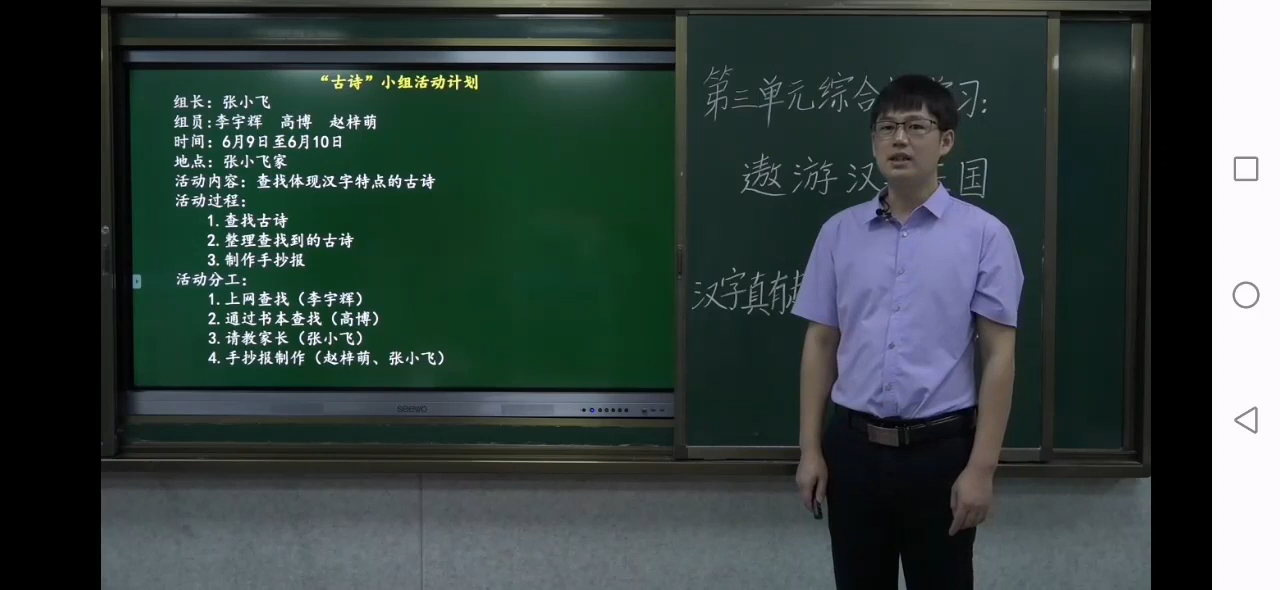 “古诗”小组活动计划
组长：张小飞
组员:李宇辉 高博 赵梓萌
时间：6月9日至6月10日
地点：张小飞家
活动内容：查找体现汉字特点的古诗
活动过程：
1.查找古诗
2.整理查找到的古诗
3.制作手抄报
活动分工：
1.上网查找（李宇辉）
2.通过书本查找（高博）
3.请教家长（张小飞）
4.手抄报制作（赵梓萌、张小飞）
seewo
第三单元综合 习：
遨游汉 国
汉字真有